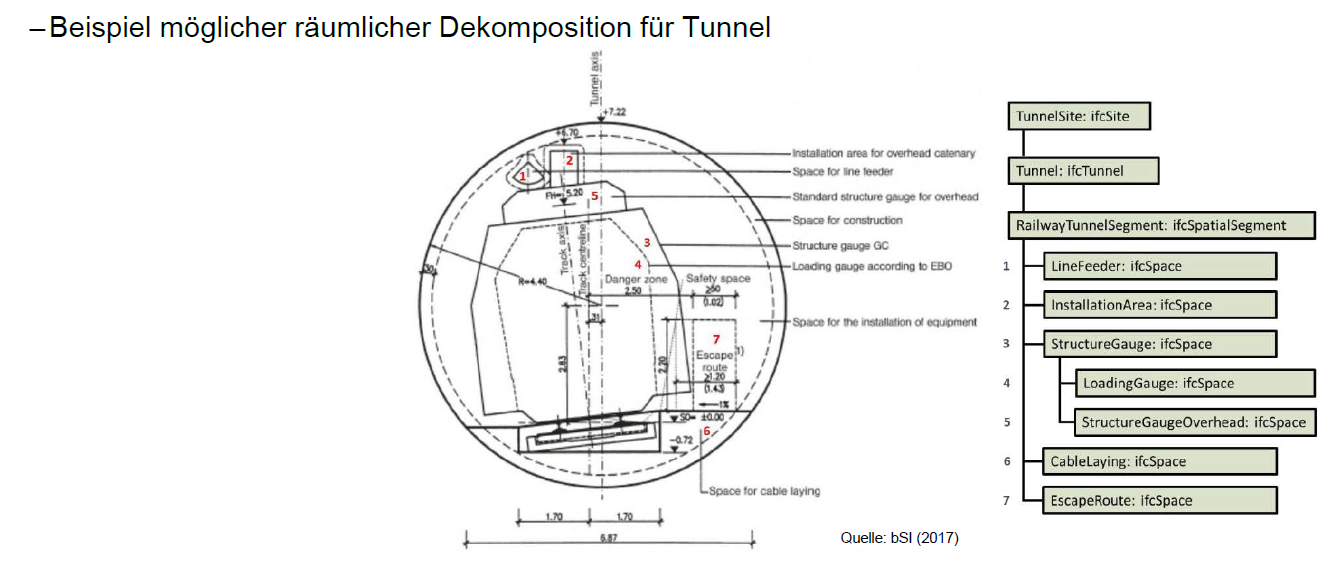 –Beispiel möglicher räumlicher Dekomposition für Tunnel
Tunnel axis
+7.22
+6.70
Installation area for overhead catenary
2
1
Space for line feeder
FH= 5.20
5
Standard structure gauge for overhead
Space for construction
3
Structure gauge GC
Track axis
Track centreline
4
Loading gauge according to EBO
30
R=4.40
Danger zone
Safety space
2.50
(1.02)
31
Space for the installation of equipment
7
2.83
2.20
Escape 1)
route
≥1.20
(1.43)
1%
SO= ±0.00
6
–0.72
Space for cable laying
1.70
1.70
Quelle: bSI (2017)
TunnelSite: ifcSite
Tunnel: ifcTunnel
RailwayTunnelSegment: ifcSpatialSegment
1 LineFeeder: ifcSpace
2 InstallationArea: ifcSpace
3 StructureGauge: ifcSpace
4 LoadingGauge: ifcSpace
5 StructureGaugeOverhead: ifcSpace
6 CableLaying: ifcSpace
7 EscapeRoute: ifcSpace